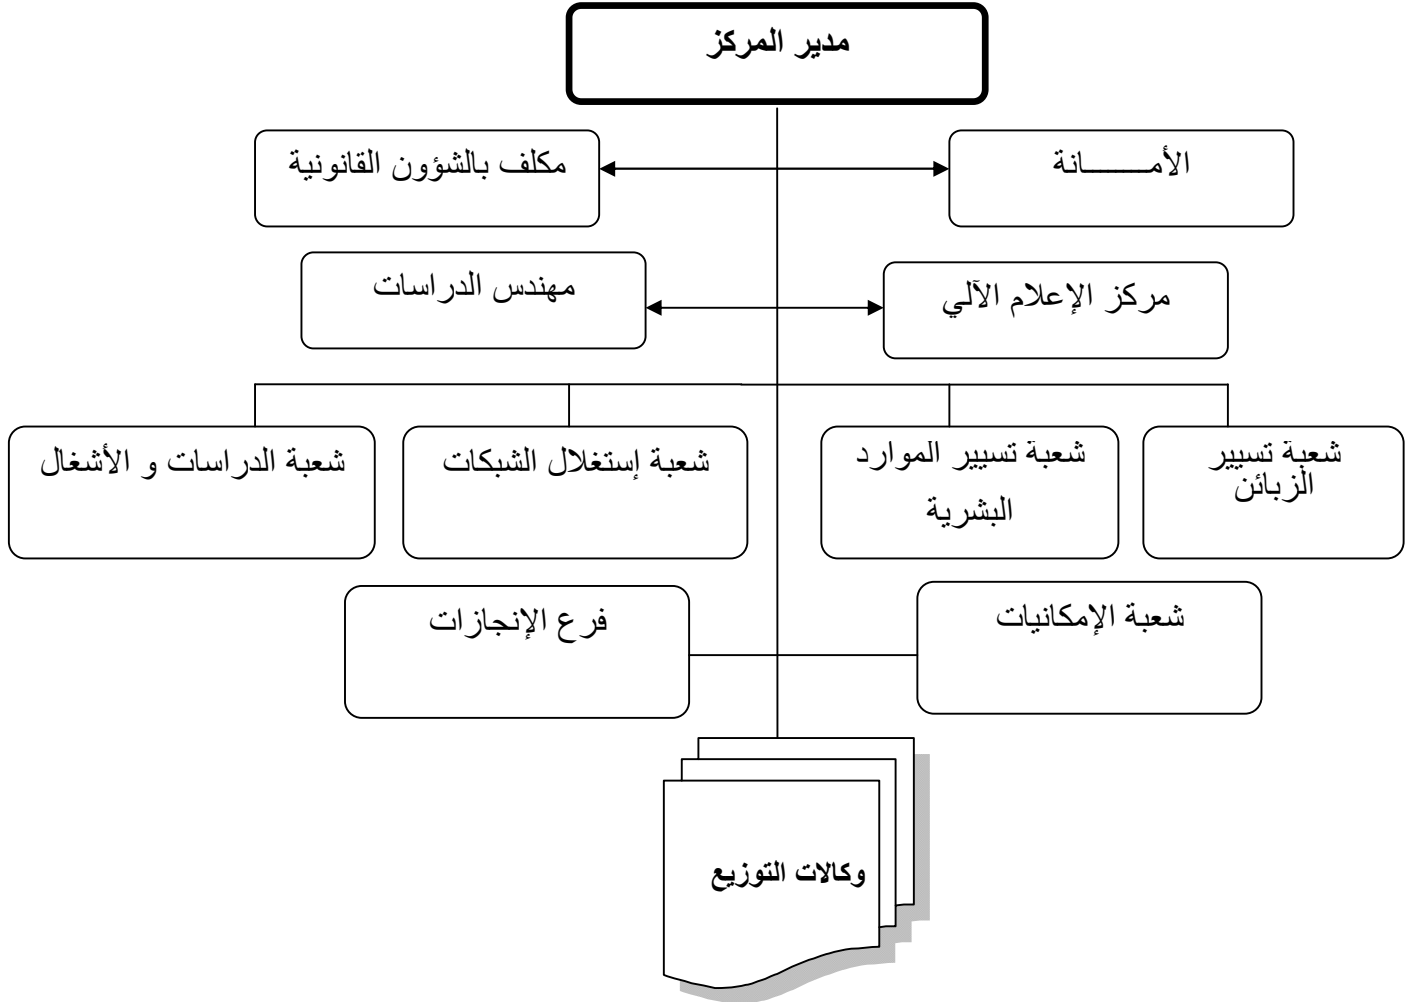 مدير المركز
الأمــــــــانة
مكلف بالشؤون القانونية
مركز الإعلام الآلي
مهندس الدراسات
شعبة تسيير
الزبائن
شعبة تسيير الموارد
البشرية
شعبة إستغلال الشبكات
شعبة الدراسات و الأشغال
شعبة الإمكانيات
فرع الإنجازات
وكالات التوزيع